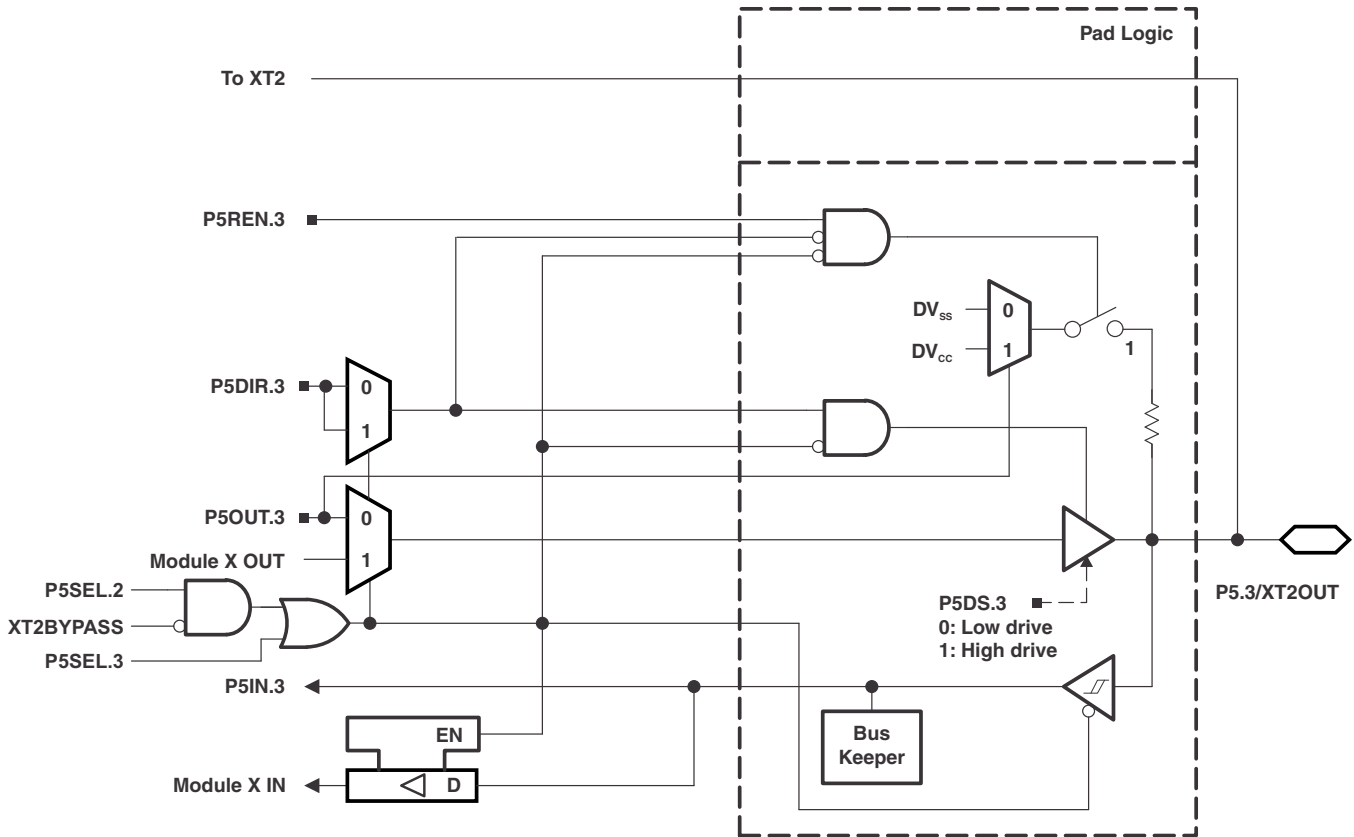 Pad Logic
To XT2
P5REN.3
DVSS
0
DVCC
1
1
P5DIR.3
0
1
P5OUT.3
0
Module X OUT
1
P5SEL.2
XT2BYPASS
P5SEL.3
P5DS.3
0: Low drive
1: High drive
P5.3/XT2OUT
P5IN.3
Bus
Keeper
EN
Module X IN
D